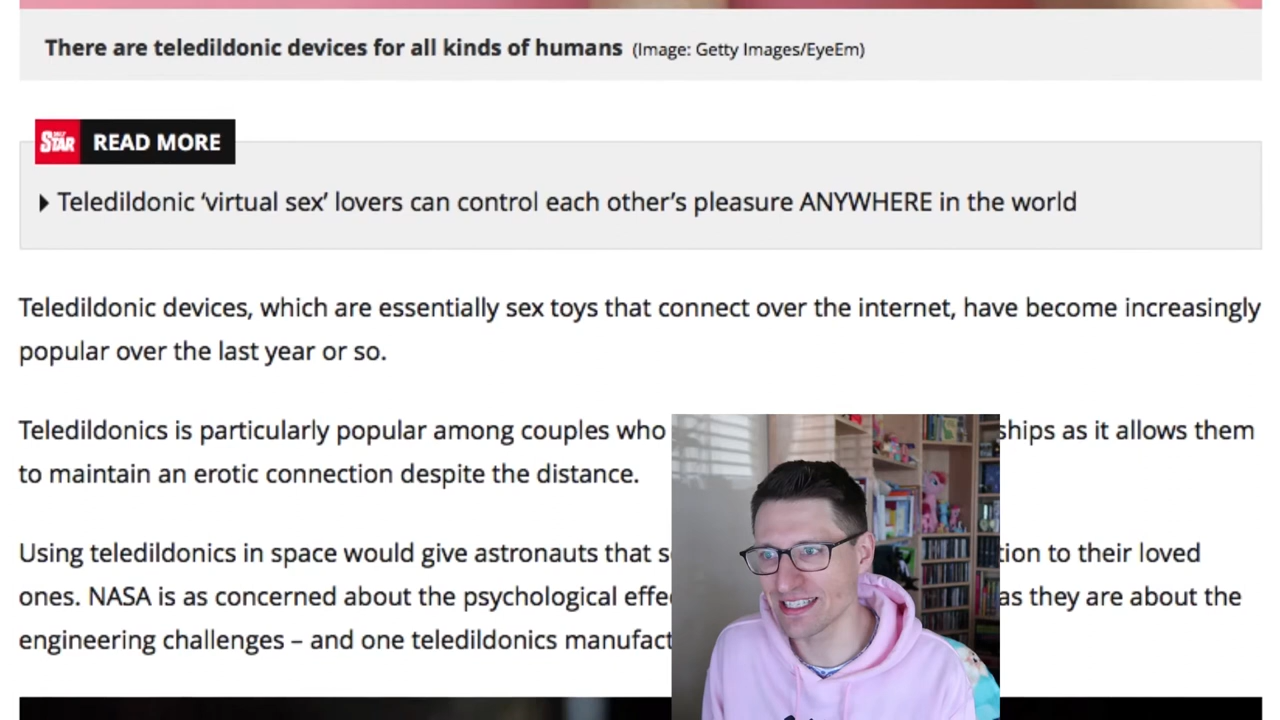 There are teledildonic devices for all kinds of humans (Image: Getty Images/EyeEm)
DAILY STAR READ MORE
Teledildonic ‘virtual sex’ lovers can control each other’s pleasure ANYWHERE in the world
Teledildonic devices, which are essentially sex toys that connect over the internet, have become increasingly
popular over the last year or so.
Teledildonics is particularly popular among couples who ships as it allows them
to maintain an erotic connection despite the distance.
Using teledildonics in space would give astronauts that tion to their loved
ones. NASA is as concerned about the psychological effe as they are about the
engineering challenges – and one teledildonics manufact